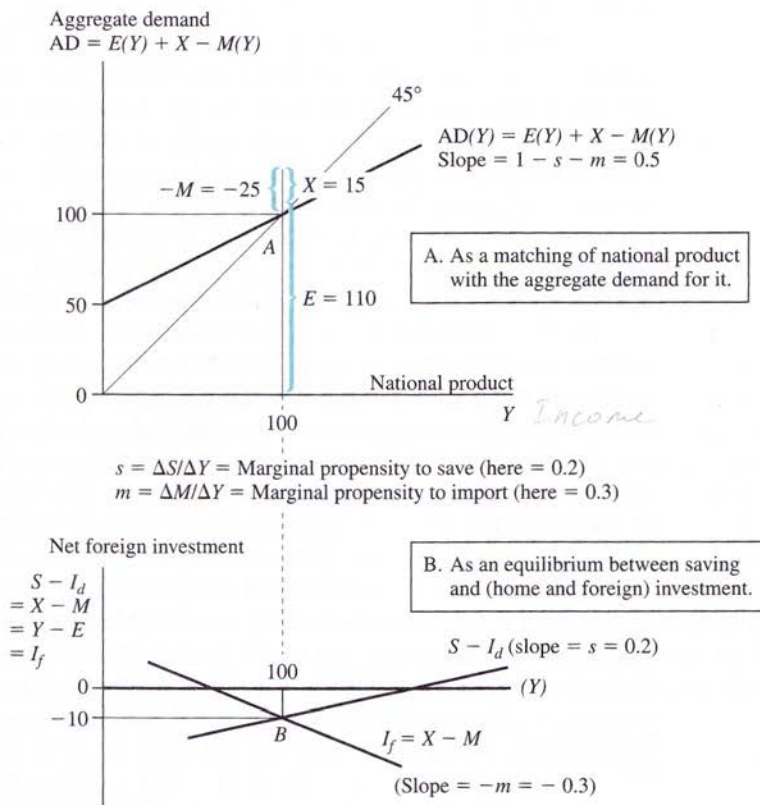 Aggregate demand
AD = E(Y) + X − M(Y)
45°
AD(Y) = E(Y) + X − M(Y)
Slope = 1 − s − m = 0.5
−M = −25
X = 15
100
A
A. As a matching of national product
with the aggregate demand for it.
50
E = 110
National product
0
100
Y
Income
s = ΔS/ΔY = Marginal propensity to save (here = 0.2)
m = ΔM/ΔY = Marginal propensity to import (here = 0.3)
Net foreign investment
B. As an equilibrium between saving
and (home and foreign) investment.
S − I_d
= X − M
= Y − E
= I_f
S − I_d (slope = s = 0.2)
100
0
(Y)
−10
B
I_f = X − M
(Slope = −m = − 0.3)